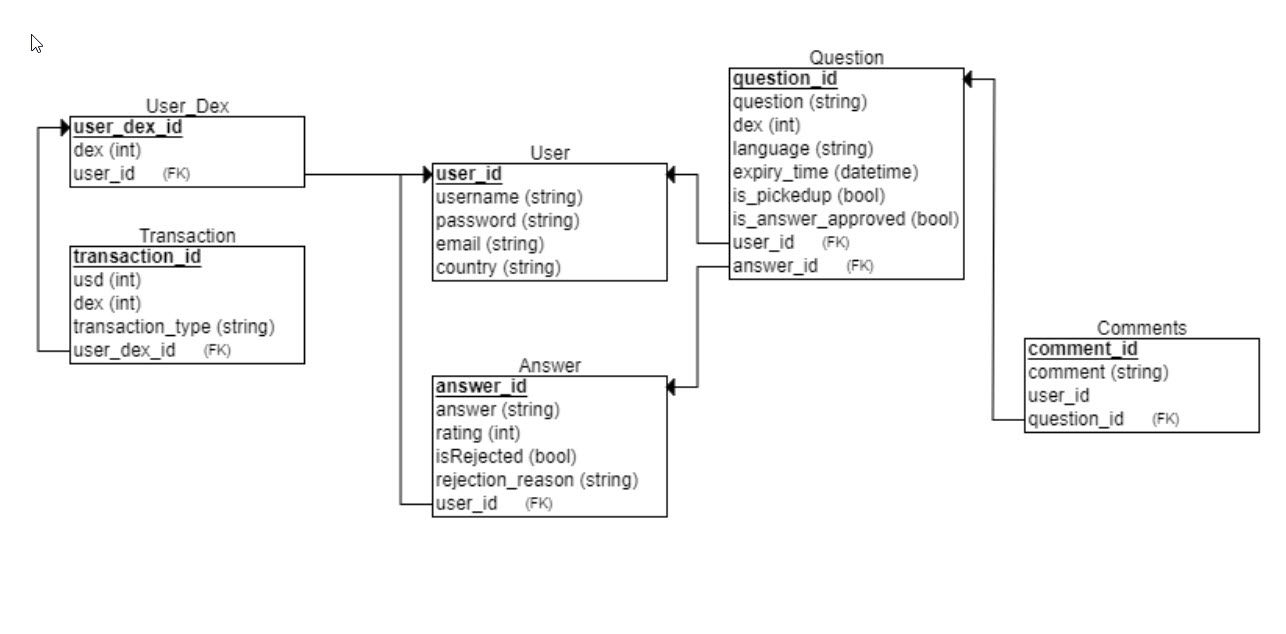 User_Dex
user_dex_id
dex (int)
user_id (FK)
Transaction
transaction_id
usd (int)
dex (int)
transaction_type (string)
user_dex_id (FK)
User
user_id
username (string)
password (string)
email (string)
country (string)
Answer
answer_id
answer (string)
rating (int)
isRejected (bool)
rejection_reason (string)
user_id (FK)
Question
question_id
question (string)
dex (int)
language (string)
expiry_time (datetime)
is_pickedup (bool)
is_answer_approved (bool)
user_id (FK)
answer_id (FK)
Comments
comment_id
comment (string)
user_id
question_id (FK)